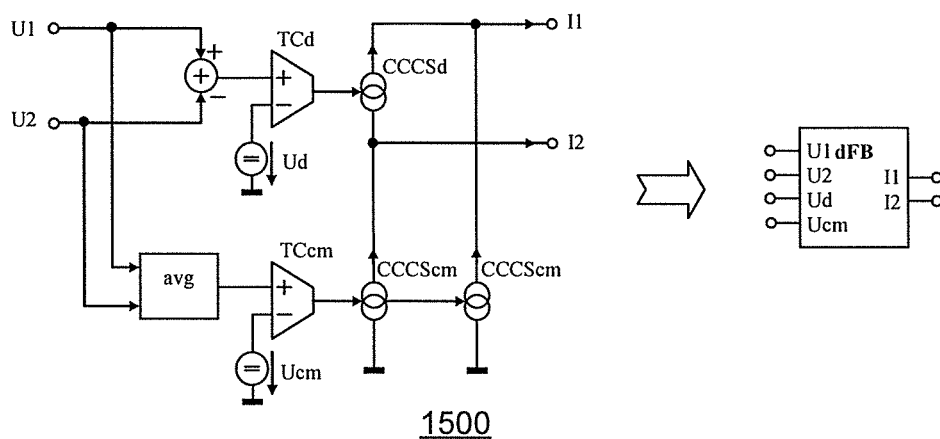 U1
+
TCd
CCCSd
I1
+
+
−
−
U2
I2
=
Ud
U1 dFB
U2
I1
Ud
I2
Ucm
TCcm
CCCScm
CCCScm
avg
+
−
=
Ucm
1500